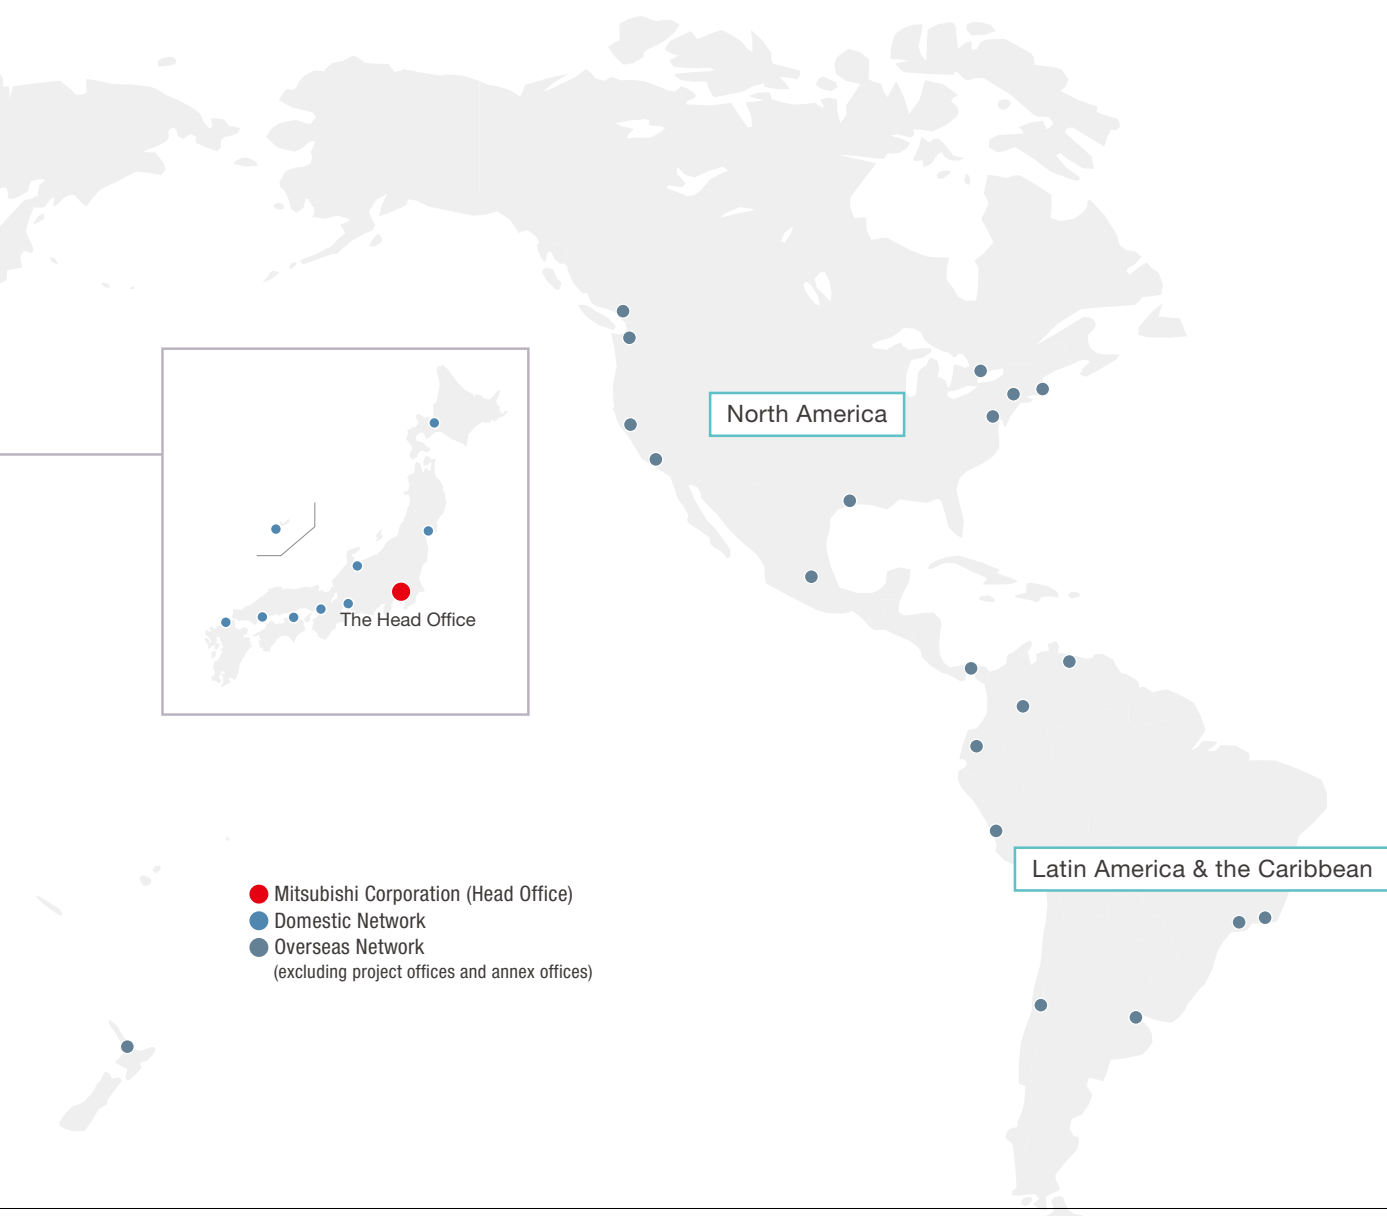 North America
The Head Office
Latin America & the Caribbean
Mitsubishi Corporation (Head Office)
Domestic Network
Overseas Network
(excluding project offices and annex offices)